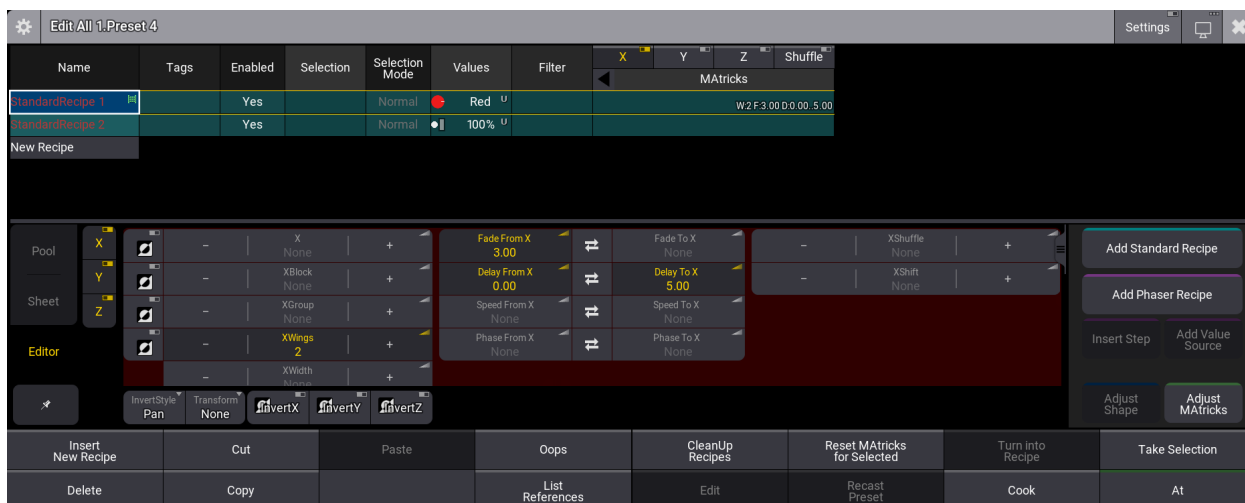 Edit All 1.Preset 4
Settings
Name Tags Enabled Selection Selection Mode Values Filter X Y Z Shuffle
MAtricks
StandardRecipe 1 Yes Normal Red U W:2 F:3.00 D:0.00..5.00
StandardRecipe 2 Yes Normal 100% U
New Recipe
Pool X - X None + Fade From X 3.00 Fade To X None - XShuffle None + Add Standard Recipe
Y - XBlock None + Delay From X 0.00 Delay To X 5.00 - XShift None +
Sheet Z - XGroup None + Speed From X None Speed To X None Add Phaser Recipe
Editor - XWings 2 + Phase From X None Phase To X None Insert Step Add Value Source
- XWidth None +
InvertStyle Pan Transform None InvertX InvertY InvertZ Adjust Shape Adjust MAtricks
Insert New Recipe Cut Paste Oops CleanUp Recipes Reset MAtricks for Selected Turn into Recipe Take Selection
Delete Copy List References Edit Recast Preset Cook At